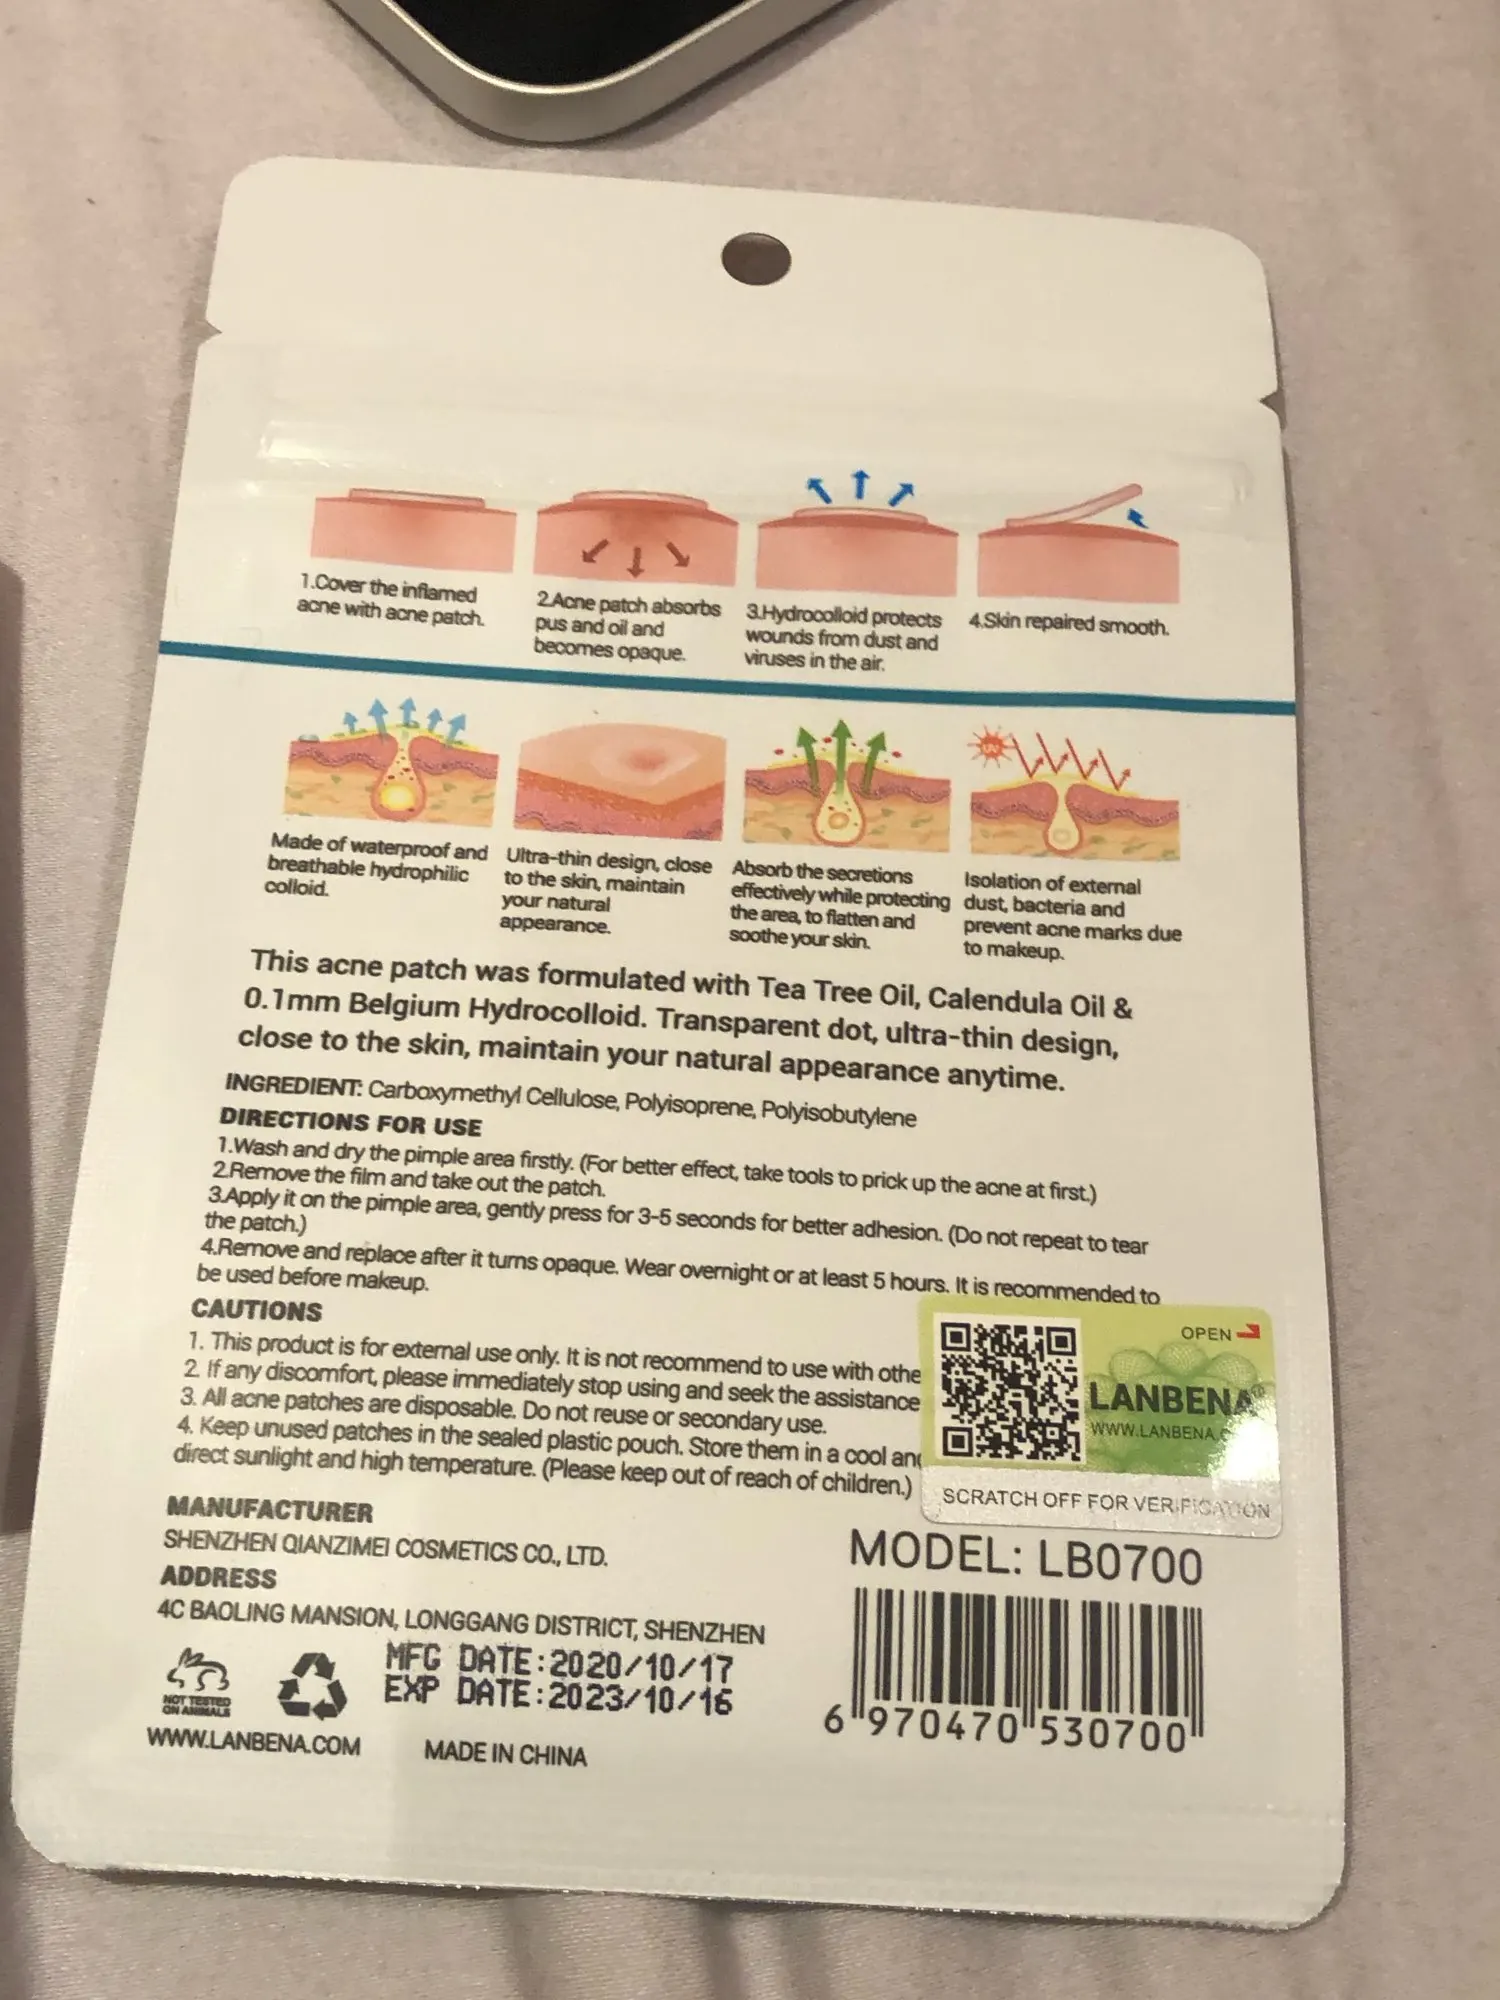 1.Cover the inflamed
acne with acne patch.
2.Acne patch absorbs
pus and oil and
becomes opaque.
3.Hydrocolloid protects
wounds from dust and
viruses in the air.
4.Skin repaired smooth.
UV
Made of waterproof and
breathable hydrophilic
colloid.
Ultra-thin design, close
to the skin, maintain
your natural
appearance.
Absorb the secretions
effectively while protecting
the area, to flatten and
soothe your skin.
Isolation of external
dust, bacteria and
prevent acne marks due
to makeup.
This acne patch was formulated with Tea Tree Oil, Calendula Oil &
0.1mm Belgium Hydrocolloid. Transparent dot, ultra-thin design,
close to the skin, maintain your natural appearance anytime.
INGREDIENT: Carboxymethyl Cellulose, Polyisoprene, Polyisobutylene
DIRECTIONS FOR USE
1.Wash and dry the pimple area firstly. (For better effect, take tools to prick up the acne at first.)
2.Remove the film and take out the patch.
3.Apply it on the pimple area, gently press for 3-5 seconds for better adhesion. (Do not repeat to tear
the patch.)
4.Remove and replace after it turns opaque. Wear overnight or at least 5 hours. It is recommended to
be used before makeup.
CAUTIONS
1. This product is for external use only. It is not recommend to use with othe
2. If any discomfort, please immediately stop using and seek the assistance
3. All acne patches are disposable. Do not reuse or secondary use.
4. Keep unused patches in the sealed plastic pouch. Store them in a cool and
direct sunlight and high temperature. (Please keep out of reach of children.)
OPEN
LANBENA®
WWW.LANBENA.C
SCRATCH OFF FOR VERIFICATION
MANUFACTURER
SHENZHEN QIANZIMEI COSMETICS CO., LTD.
ADDRESS
4C BAOLING MANSION, LONGGANG DISTRICT, SHENZHEN
MODEL: LB0700
NOT TESTED
ON ANIMALS
MFG DATE:2020/10/17
EXP DATE:2023/10/16
6 970470 530700
WWW.LANBENA.COM
MADE IN CHINA